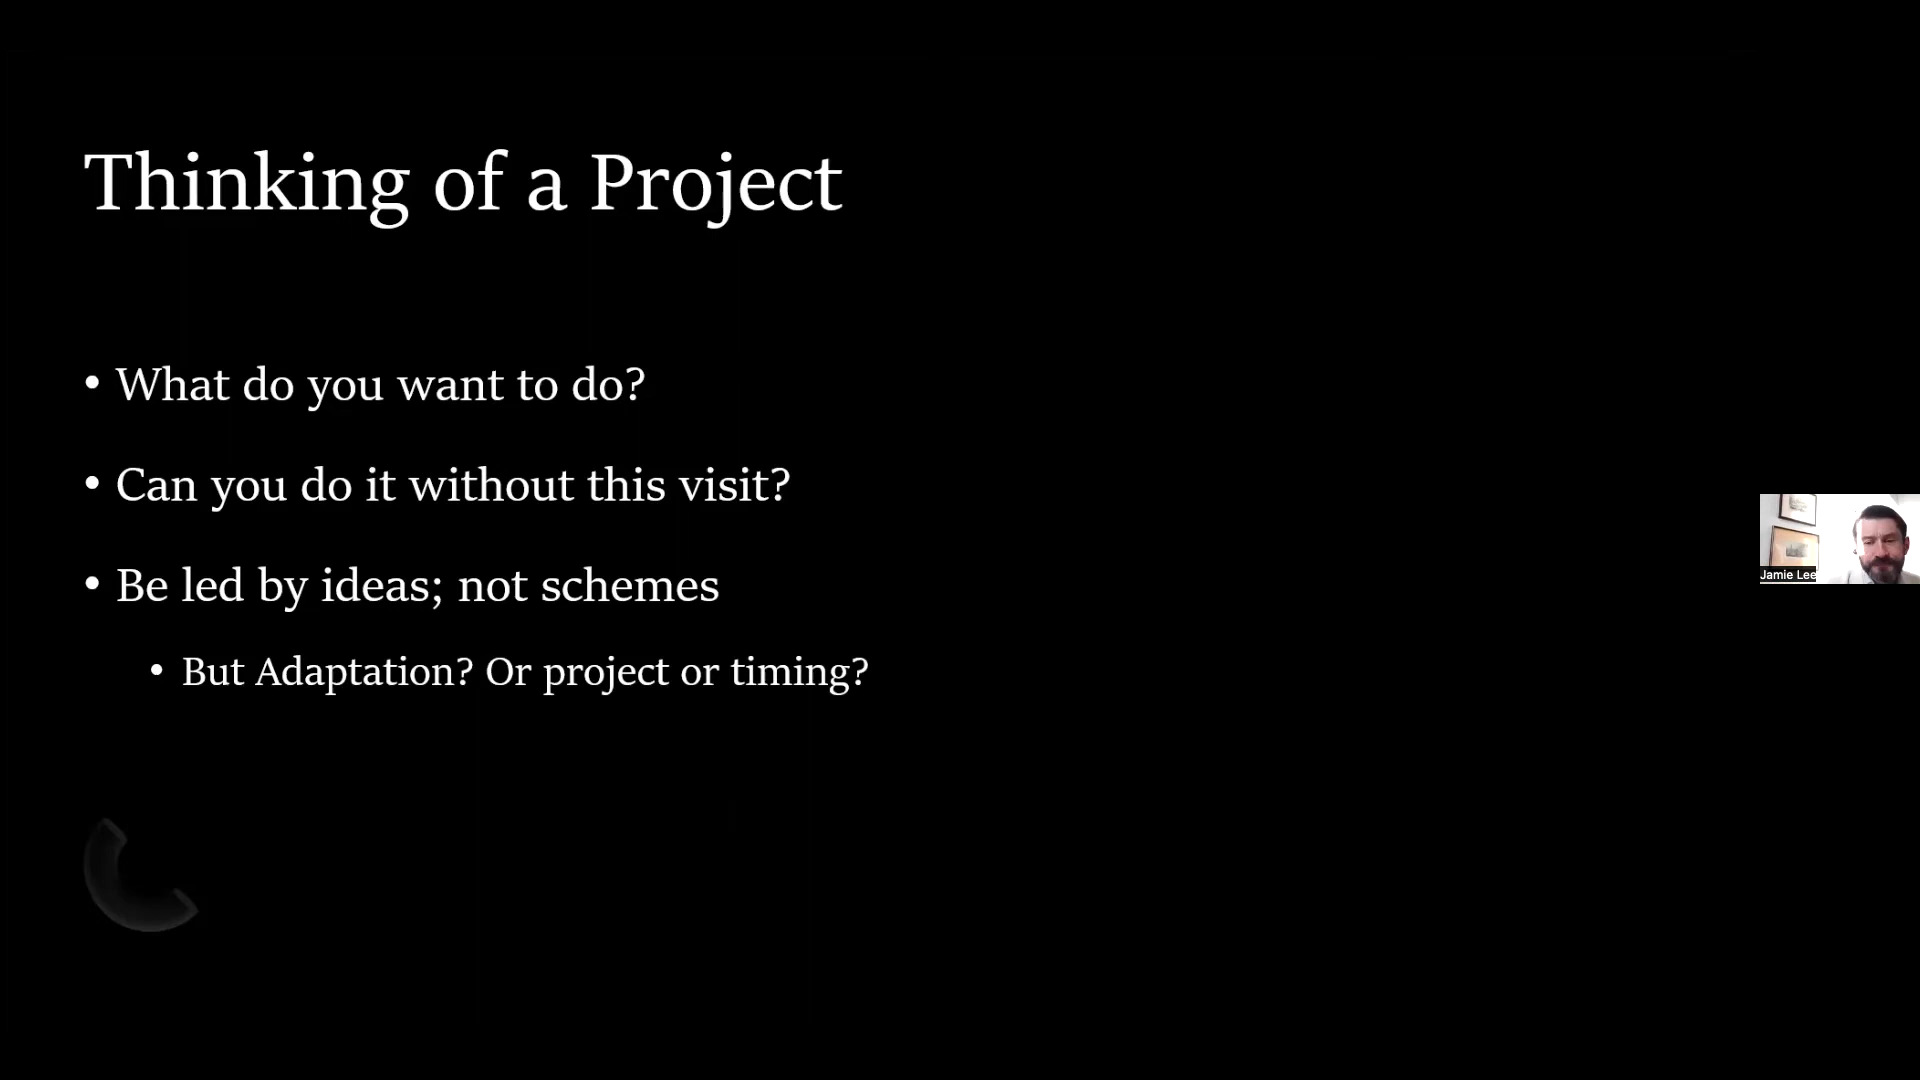 Thinking of a Project
• What do you want to do?
• Can you do it without this visit?
• Be led by ideas; not schemes
• But Adaptation? Or project or timing?
Jamie Lee